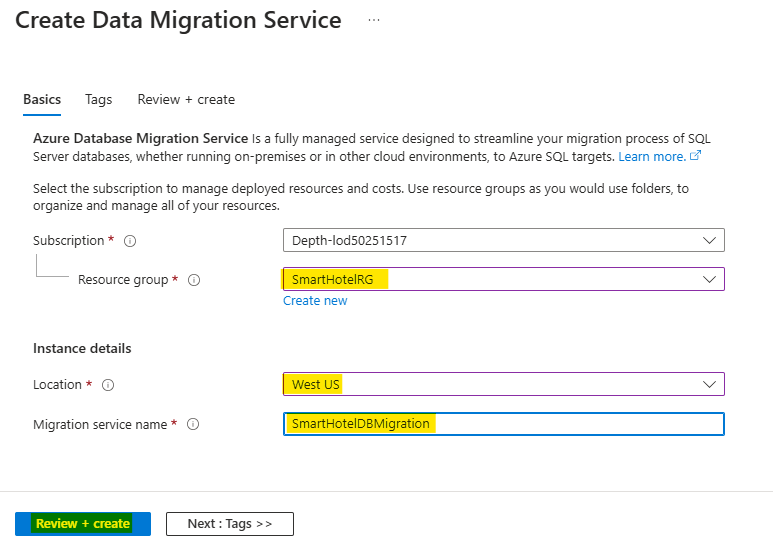 Create Data Migration Service ...
Basics Tags Review + create
Azure Database Migration Service Is a fully managed service designed to streamline your migration process of SQL
Server databases, whether running on-premises or in other cloud environments, to Azure SQL targets. Learn more.
Select the subscription to manage deployed resources and costs. Use resource groups as you would use folders, to
organize and manage all of your resources.
Subscription * Depth-lod50251517
Resource group * SmartHotelRG
Create new
Instance details
Location * West US
Migration service name * SmartHotelDBMigration
Review + create Next : Tags >>